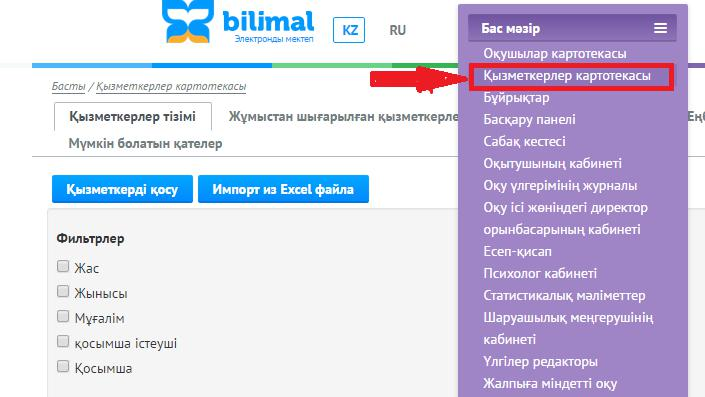 bilimal
Электронды мектеп
KZ
RU
Басты / Қызметкерлер картотекасы
Қызметкерлер тізімі
Жұмыстан шығарылған қызметкерле
Еңб
Мүмкін болатын қателер
Қызметкерді қосу
Импорт из Excel файла
Фильтрлер
Жас
Жынысы
Мұғалім
қосымша істеуші
Қосымша
Бас мәзір
Оқушылар картотекасы
Қызметкерлер картотекасы
Бұйрықтар
Басқару панелі
Сабақ кестесі
Оқытушының кабинеті
Оқу үлгерімінің журналы
Оқу ісі жөніндегі директор
орынбасарының кабинеті
Есеп-қисап
Психолог кабинеті
Статистикалық мәліметтер
Шаруашылық меңгерушінің
кабинеті
Үлгілер редакторы
Жалпыға міндетті оқу